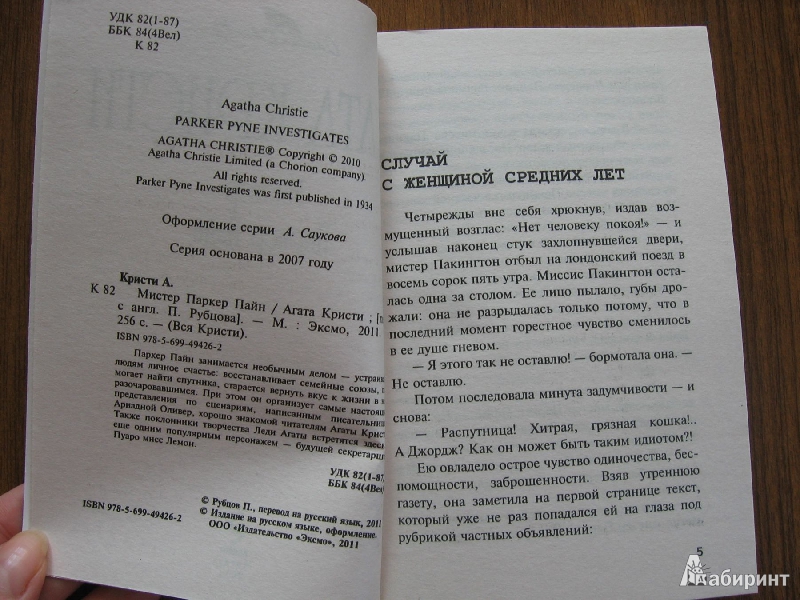 УДК 82(1-87)
ББК 84(4Вел)
К 82
Agatha Christie
PARKER PYNE INVESTIGATES
AGATHA CHRISTIE® Copyright © 2010
Agatha Christie Limited (a Chorion company)
All rights reserved.
Parker Pyne Investigates was first published in 1934
Оформление серии А. Саукова
Серия основана в 2007 году
Кристи А.
К 82 Мистер Паркер Пайн / Агата Кристи ; [п
с англ. П. Рубцова]. — М. : Эксмо, 2011
256 с. — (Вся Кристи).
ISBN 978-5-699-49426-2
Паркер Пайн занимается необычным делом — устраив
людям личное счастье: восстанавливает семейные союзы, п
могает найти спутника, старается вернуть вкус к жизни в н
разочаровавшимся. При этом он организует самые настоящ
представления по сценариям, написанным писательниц
Ариадной Оливер, хорошо знакомой читателям Агаты Крист
Также поклонники творчества Леди Агаты встретятся здесь
еще одним популярным персонажем — будущей секретарш
Пуаро мисс Лемон.
УДК 82(1-87
ББК 84(4Вел)
© Рубцов П., перевод на русский язык, 2011
© Издание на русском языке, оформление.
ООО «Издательство «Эксмо», 2011
ISBN 978-5-699-49426-2
СЛУЧАЙ
С ЖЕНЩИНОЙ СРЕДНИХ ЛЕТ
Четырежды вне себя хрюкнув, издав воз-
мущенный возглас: «Нет человеку покоя!» — и
услышав наконец стук захлопнувшейся двери,
мистер Пакингтон отбыл на лондонский поезд в
восемь сорок пять утра. Миссис Пакингтон оста-
лась одна за столом. Ее лицо пылало, губы дро-
жали: она не разрыдалась только потому, что в
последний момент горестное чувство сменилось
в ее душе гневом.
— Я этого так не оставлю! — бормотала она. —
Не оставлю.
Потом последовала минута задумчивости — и
снова:
— Распутница! Хитрая, грязная кошка!..
А Джордж? Как он может быть таким идиотом?!
Ею овладело острое чувство одиночества, бес-
помощности, заброшенности. Взяв утреннюю
газету, она заметила на первой странице текст,
который уже не раз попадался ей на глаза под
рубрикой частных объявлений:
5
Лабиринт